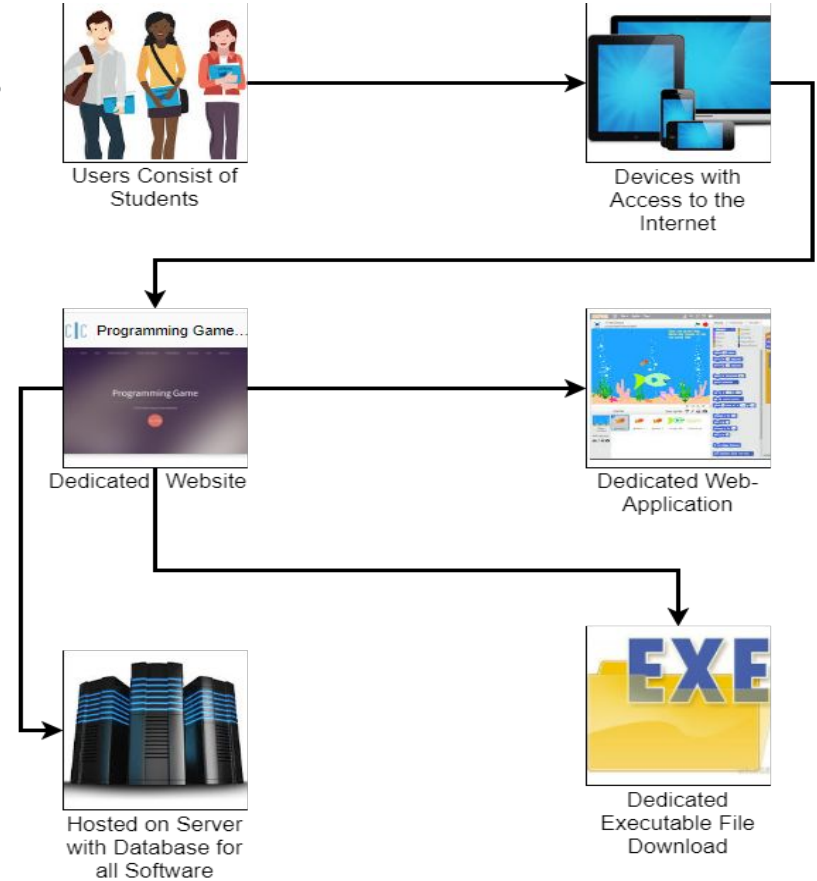 Users Consist of
Students
Devices with
Access to the
Internet
C|C Programming Game...
Programming Game
Dedicated Website
Dedicated Web-
Application
EXE
Hosted on Server
with Database for
all Software
Dedicated
Executable File
Download